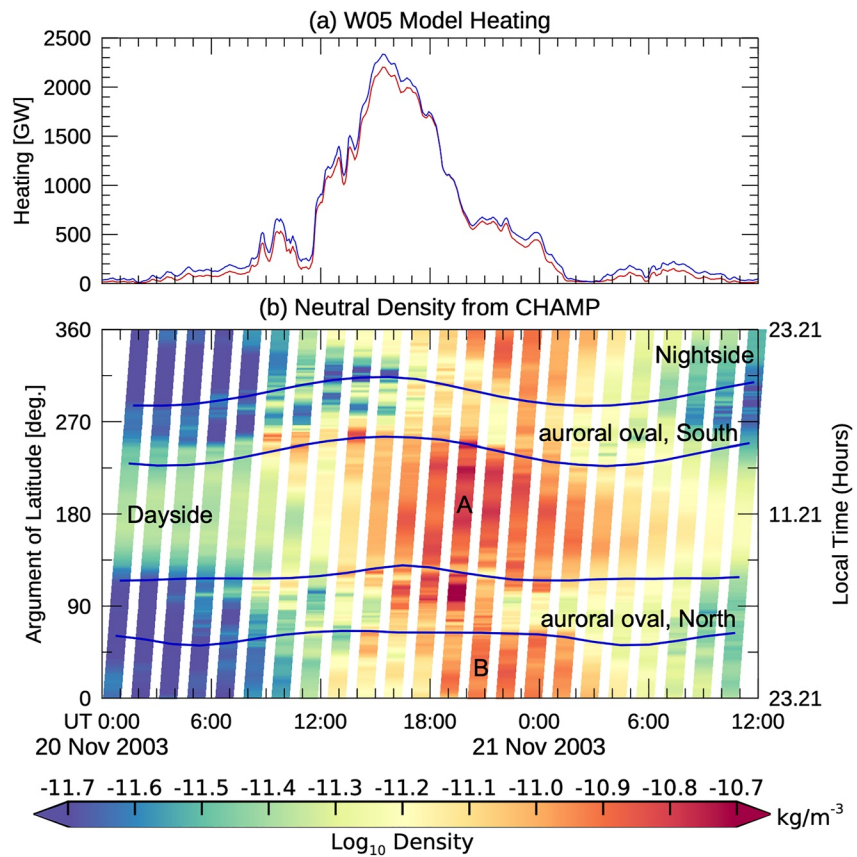 (a) W05 Model Heating
2500
2000
1500
1000
500
0
Heating [GW]
(b) Neutral Density from CHAMP
360
270
180
90
0
Argument of Latitude [deg.]
23.21
11.21
23.21
Local Time (Hours)
Nightside
auroral oval, South
A
Dayside
auroral oval, North
B
UT 0:00 6:00 12:00 18:00 0:00 6:00 12:00
20 Nov 2003 21 Nov 2003
-11.7 -11.6 -11.5 -11.4 -11.3 -11.2 -11.1 -11.0 -10.9 -10.8 -10.7
kg/m-3
Log10 Density